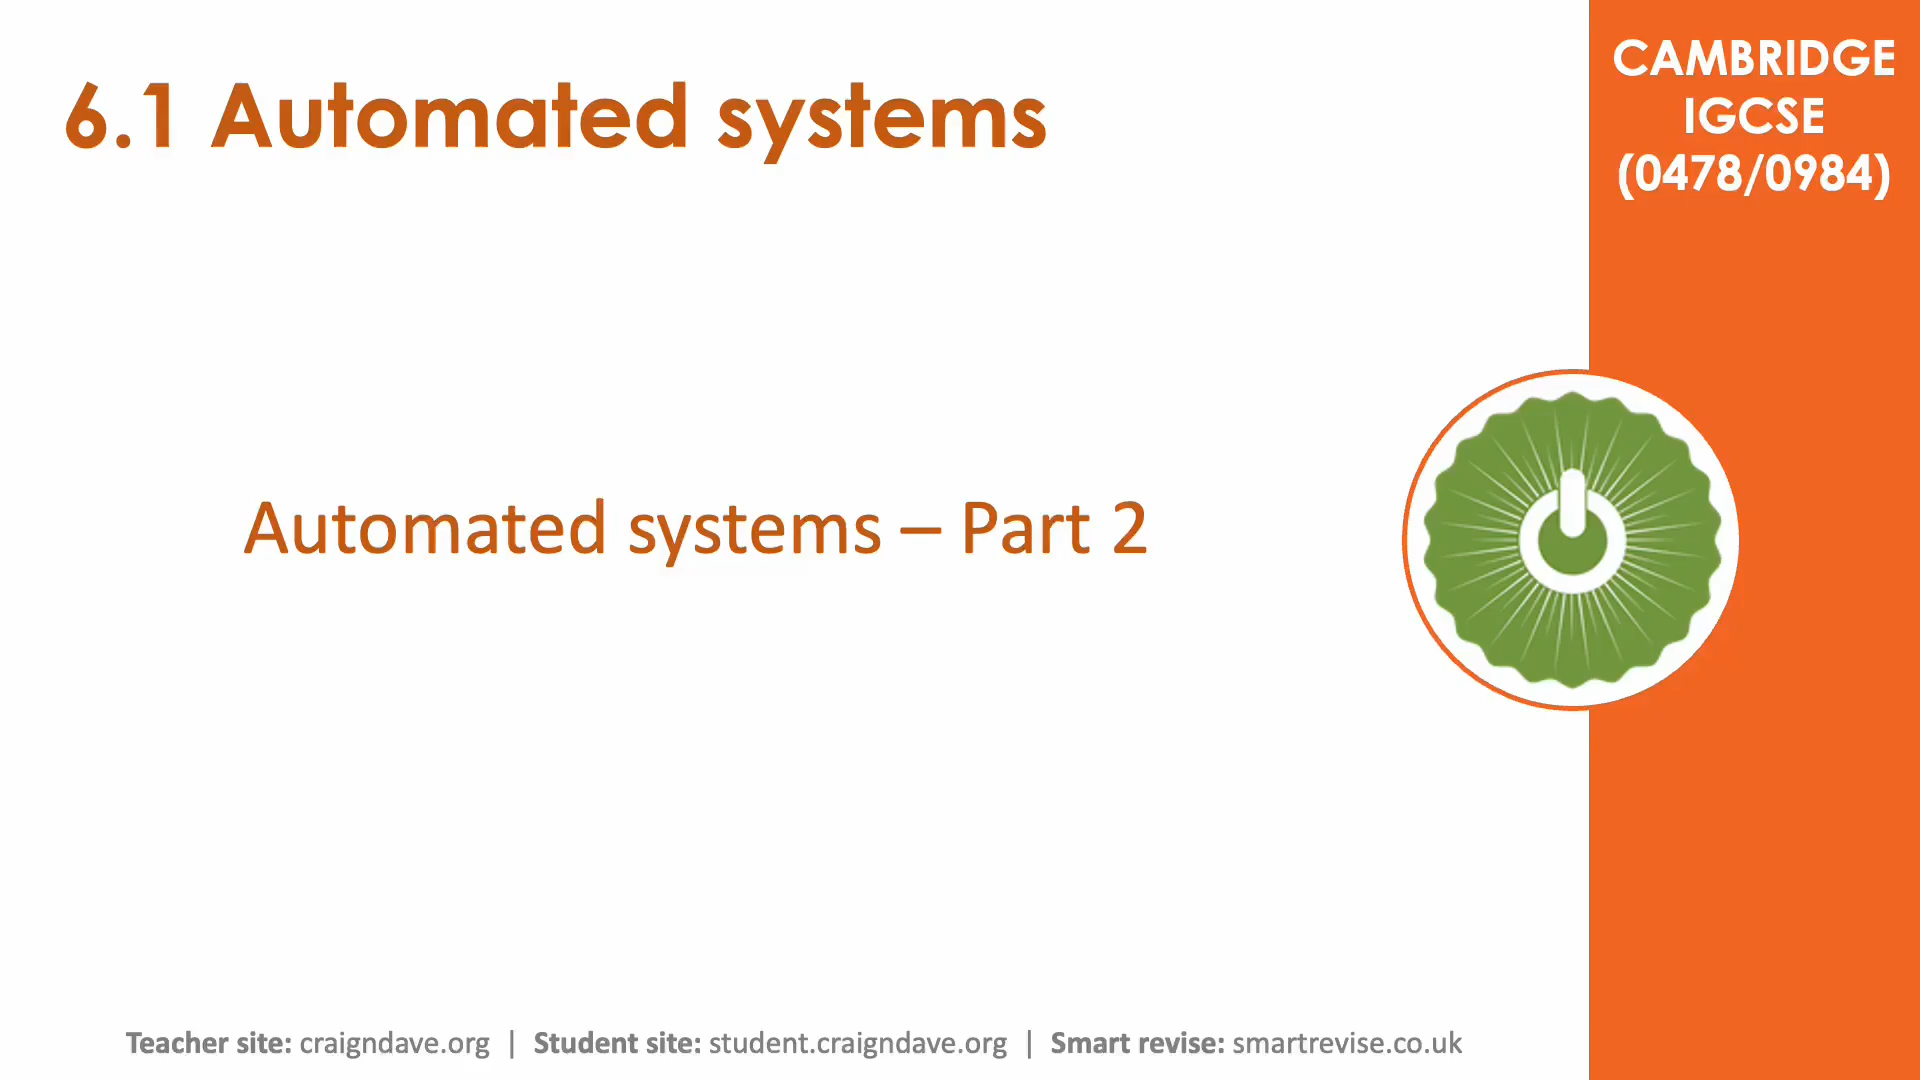 6.1 Automated systems
CAMBRIDGE
IGCSE
(0478/0984)
Automated systems – Part 2
Teacher site: craigndave.org | Student site: student.craigndave.org | Smart revise: smartrevise.co.uk